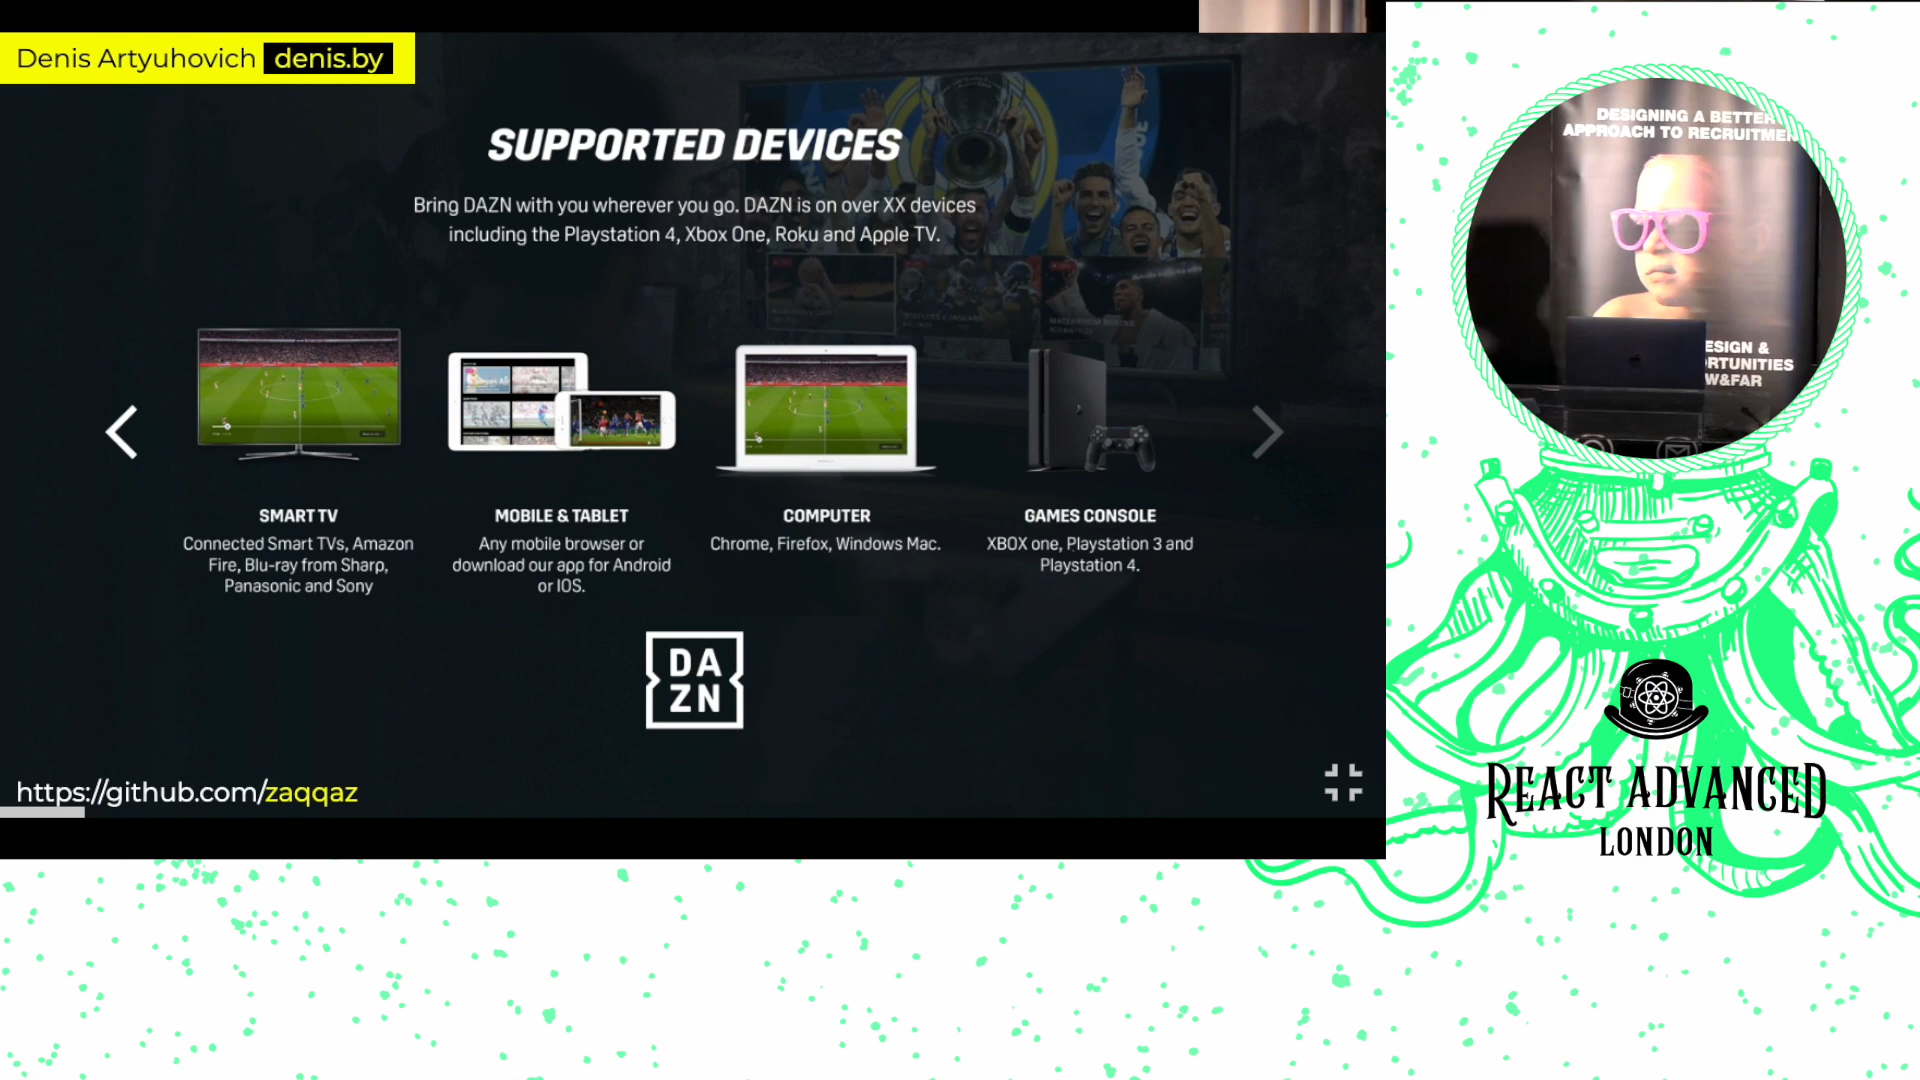 Denis Artyuhovich denis.by
SUPPORTED DEVICES
Bring DAZN with you wherever you go. DAZN is on over XX devices
including the Playstation 4, Xbox One, Roku and Apple TV.
SMART TV
Connected Smart TVs, Amazon
Fire, Blu-ray from Sharp,
Panasonic and Sony
MOBILE & TABLET
Any mobile browser or
download our app for Android
or IOS.
COMPUTER
Chrome, Firefox, Windows Mac.
GAMES CONSOLE
XBOX one, Playstation 3 and
Playstation 4.
DA
ZN
https://github.com/zaqqaz
DESIGNING A BETTER
APPROACH TO RECRUITMEN
ESIGN &
RTUNITIES
W&FAR
REACT ADVANCED
LONDON